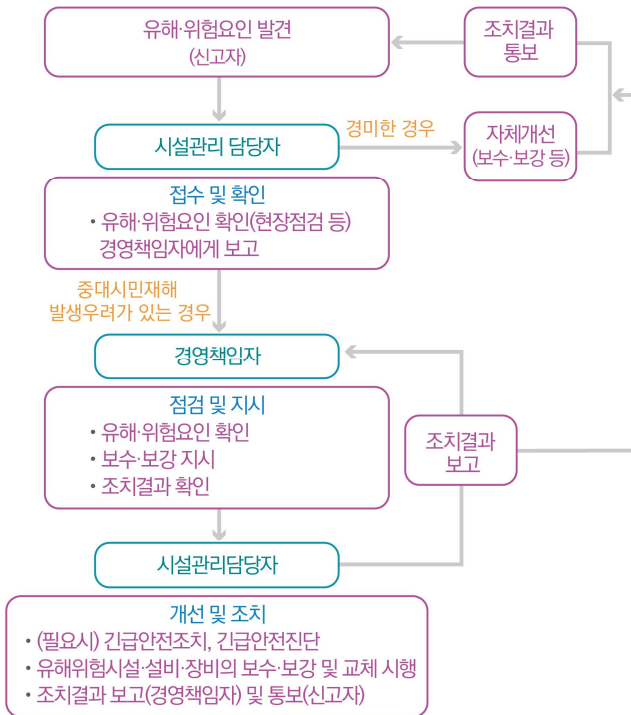 유해·위험요인 발견
(신고자)
조치결과
통보
시설관리 담당자
경미한 경우
자체개선
(보수·보강 등)
접수 및 확인
· 유해·위험요인 확인(현장점검 등)
경영책임자에게 보고
중대시민재해
발생우려가 있는 경우
경영책임자
점검 및 지시
· 유해·위험요인 확인
· 보수·보강 지시
· 조치결과 확인
조치결과
보고
시설관리담당자
개선 및 조치
· (필요시) 긴급안전조치, 긴급안전진단
· 유해위험시설·설비·장비의 보수·보강 및 교체 시행
· 조치결과 보고(경영책임자) 및 통보(신고자)